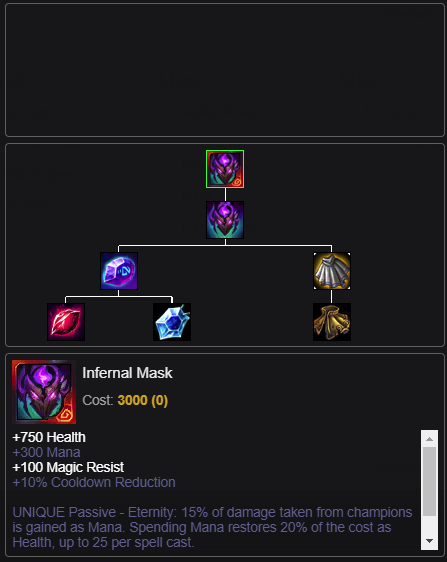 Infernal Mask
Cost: 3000 (0)
+750 Health
+300 Mana
+100 Magic Resist
+10% Cooldown Reduction
UNIQUE Passive - Eternity: 15% of damage taken from champions
is gained as Mana. Spending Mana restores 20% of the cost as
Health, up to 25 per spell cast.